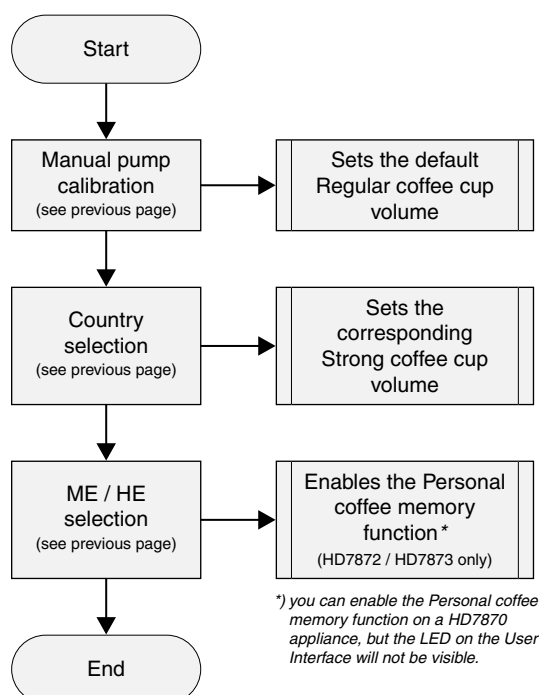 Start
Manual pump
calibration
(see previous page)
Sets the default
Regular coffee cup
volume
Country
selection
(see previous page)
Sets the
corresponding
Strong coffee cup
volume
ME / HE
selection
(see previous page)
Enables the Personal
coffee memory
function*
(HD7872 / HD7873 only)
*) you can enable the Personal coffee
memory function on a HD7870
appliance, but the LED on the User
Interface will not be visible.
End